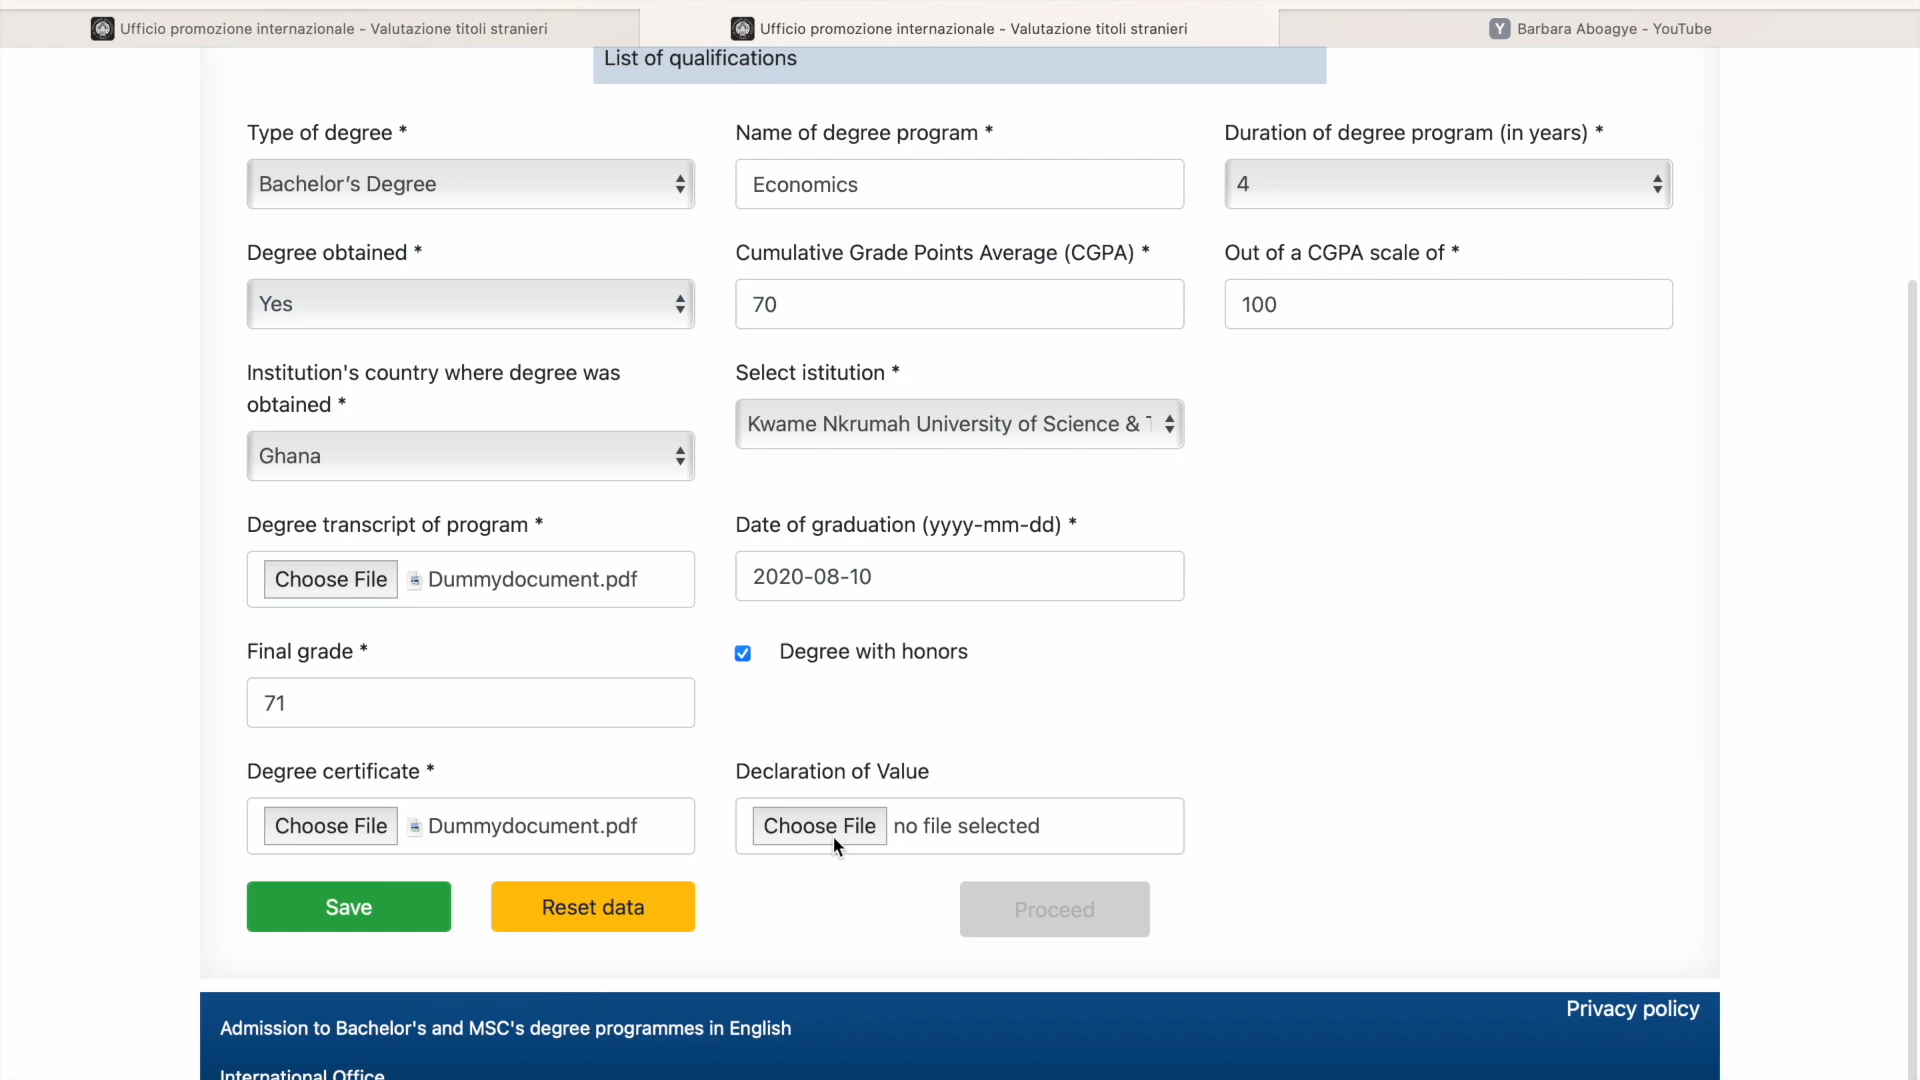 Ufficio promozione internazionale - Valutazione titoli stranieri
Ufficio promozione internazionale - Valutazione titoli stranieri
Y Barbara Aboagye - YouTube
List of qualifications
Type of degree *
Name of degree program *
Duration of degree program (in years) *
Bachelor's Degree
Economics
4
Degree obtained *
Cumulative Grade Points Average (CGPA) *
Out of a CGPA scale of *
Yes
70
100
Institution's country where degree was
obtained *
Select istitution *
Kwame Nkrumah University of Science &
Ghana
Degree transcript of program *
Date of graduation (yyyy-mm-dd) *
Choose File Dummydocument.pdf
2020-08-10
Final grade *
Degree with honors
71
Degree certificate *
Declaration of Value
Choose File Dummydocument.pdf
Choose File no file selected
Save
Reset data
Proceed
Privacy policy
Admission to Bachelor's and MSC's degree programmes in English
International Office